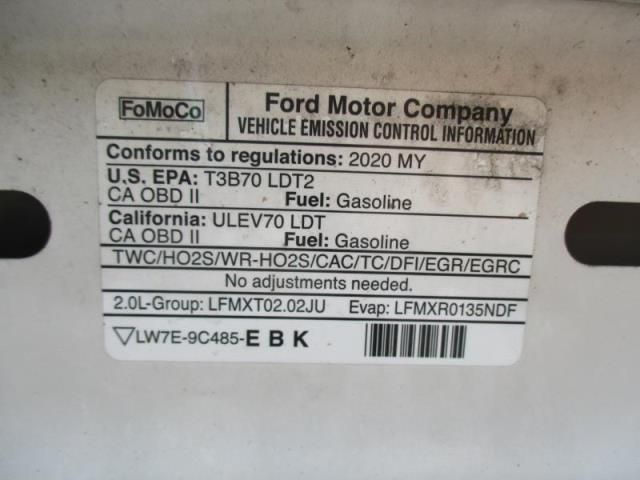 FoMoCo
Ford Motor Company
VEHICLE EMISSION CONTROL INFORMATION
Conforms to regulations: 2020 MY
U.S. EPA: T3B70 LDT2
CA OBD II Fuel: Gasoline
California: ULEV70 LDT
CA OBD II Fuel: Gasoline
TWC/HO2S/WR-HO2S/CAC/TC/DFI/EGR/EGRC
No adjustments needed.
2.0L-Group: LFMXT02.02JU Evap: LFMXR0135NDF
▽LW7E-9C485-E B K